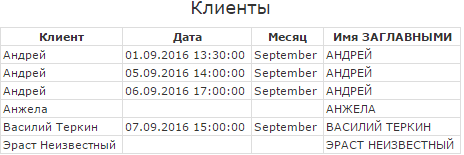 Клиенты
Клиент Дата Месяц Имя ЗАГЛАВНЫМИ
Андрей 01.09.2016 13:30:00 September АНДРЕЙ
Андрей 05.09.2016 14:00:00 September АНДРЕЙ
Андрей 06.09.2016 17:00:00 September АНДРЕЙ
Анжела АНЖЕЛА
Василий Теркин 07.09.2016 15:00:00 September ВАСИЛИЙ ТЕРКИН
Эраст Неизвестный ЭРАСТ НЕИЗВЕСТНЫЙ